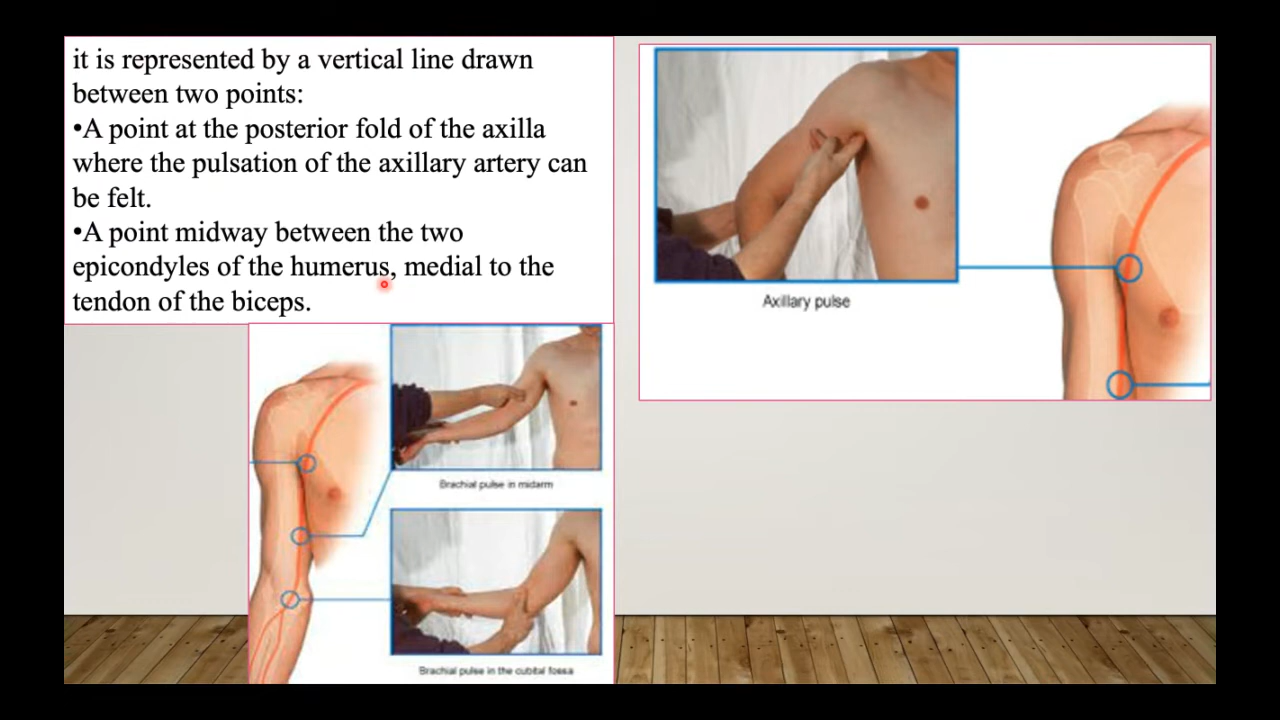 it is represented by a vertical line drawn
between two points:
•A point at the posterior fold of the axilla
where the pulsation of the axillary artery can
be felt.
•A point midway between the two
epicondyles of the humerus, medial to the
tendon of the biceps.
Axillary pulse
Brachial pulse in midarm
Brachial pulse in the cubital fossa